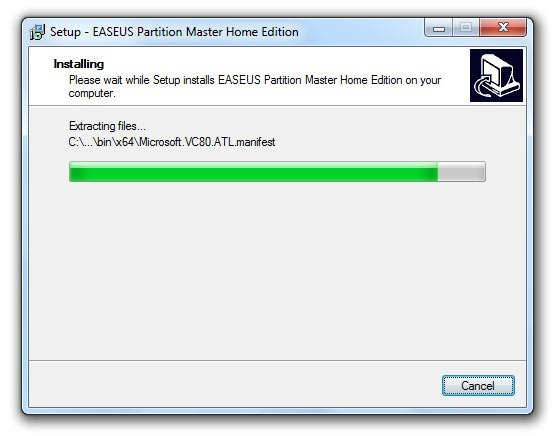 Setup - EASEUS Partition Master Home Edition
Installing
Please wait while Setup installs EASEUS Partition Master Home Edition on your
computer.
Extracting files...
C:\...\bin\x64\Microsoft.VC80.ATL.manifest
Cancel